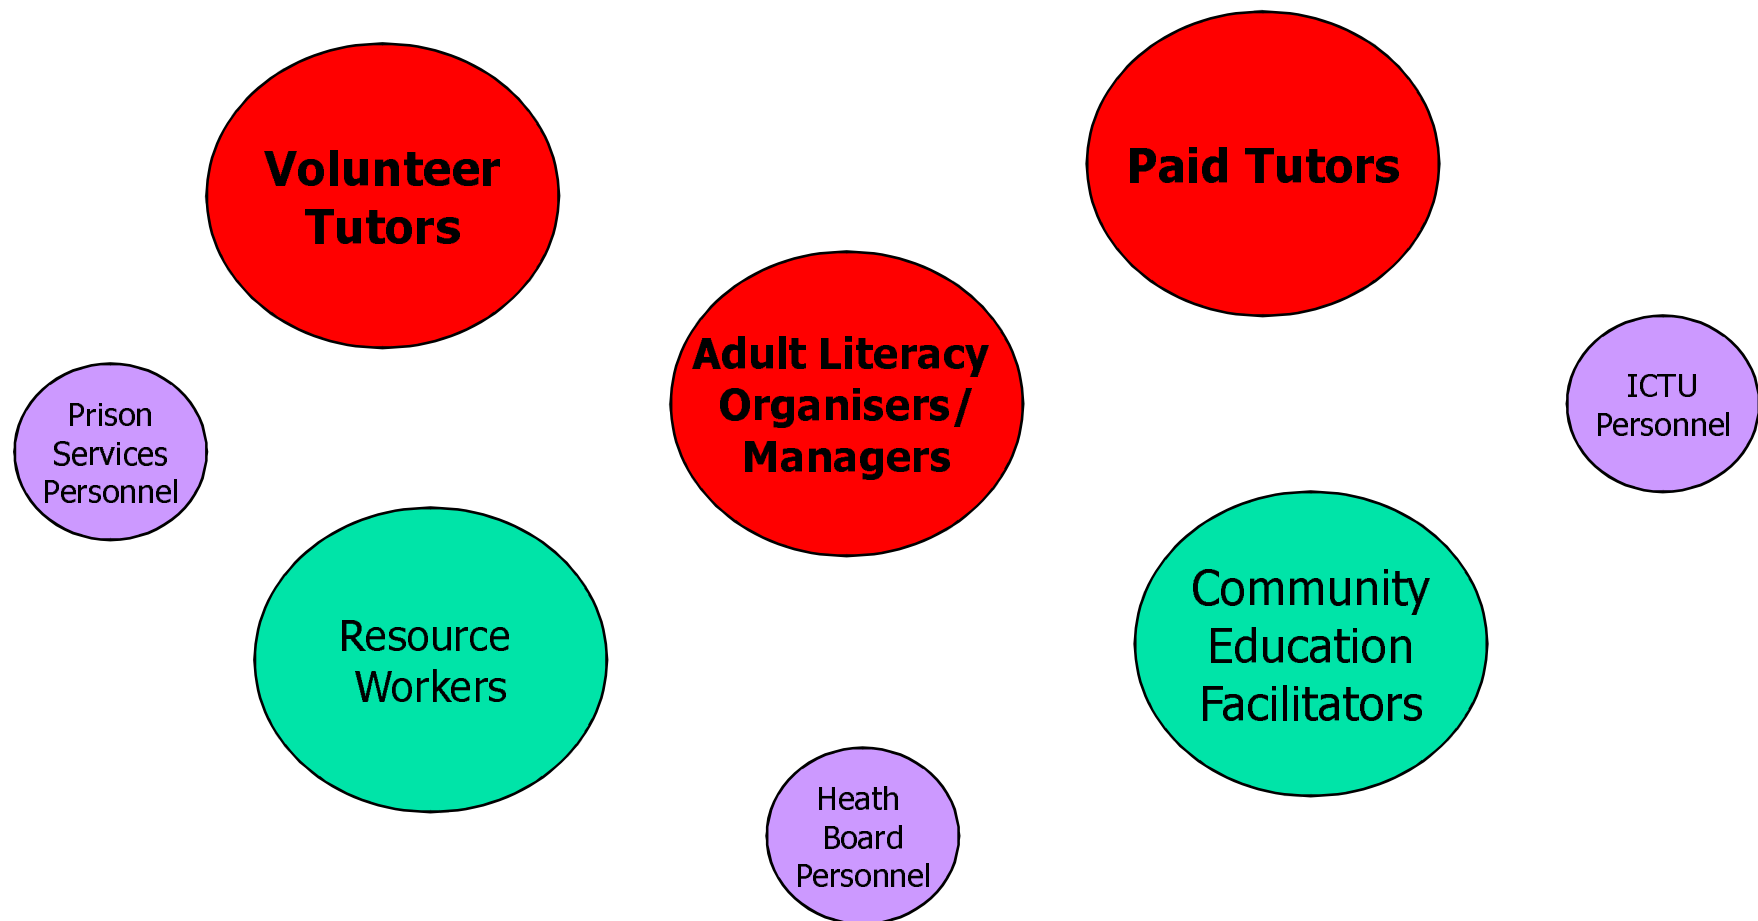 Volunteer
Tutors
Paid Tutors
Adult Literacy
Organisers/
Managers
Prison
Services
Personnel
ICTU
Personnel
Resource
Workers
Community
Education
Facilitators
Heath
Board
Personnel